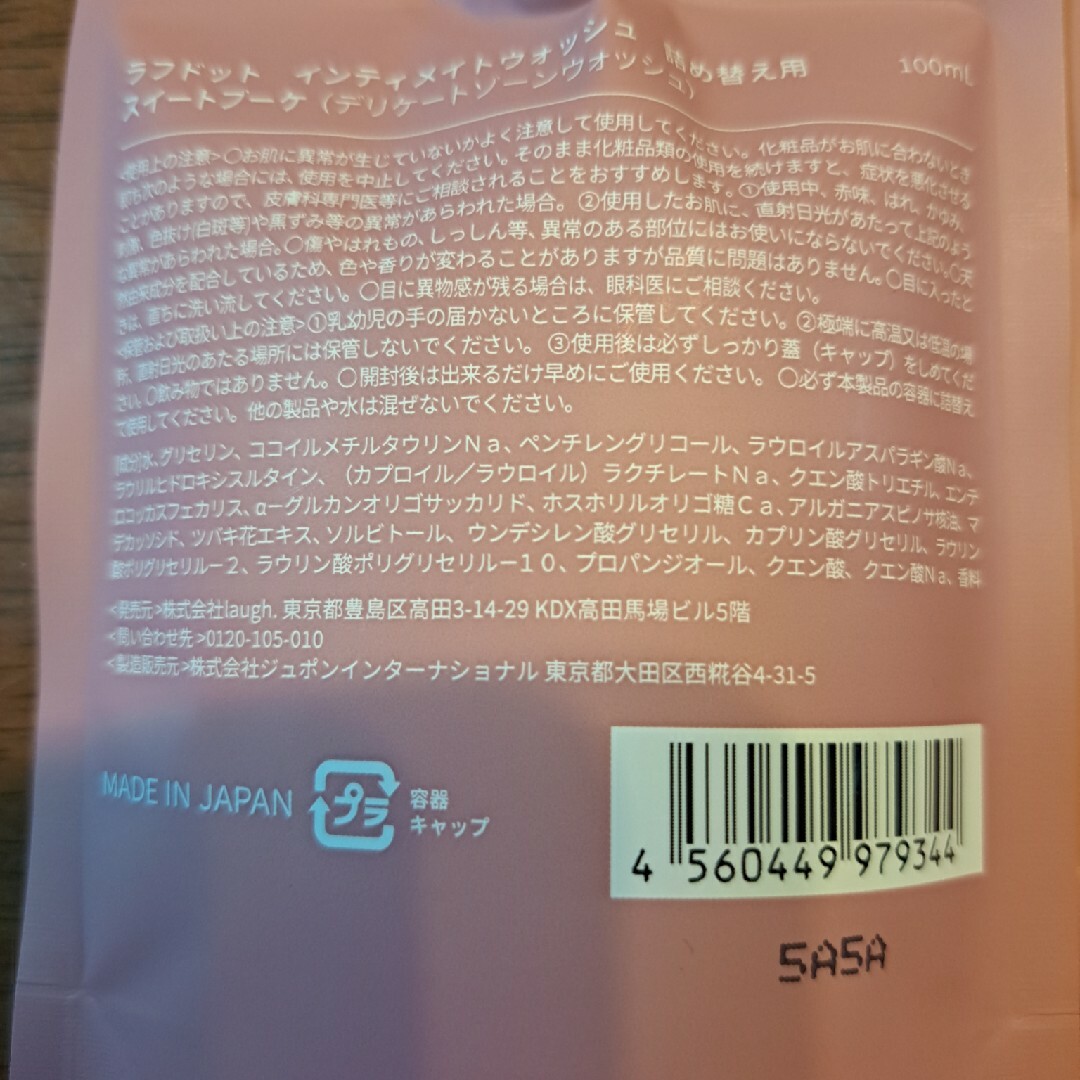 ラフドット インティメイトウォッシュ 詰め替え用 100mL
スイートブーケ(デリケートゾーンウオッシュ)
<使用上の注意>〇お肌に異常が生じていないかよく注意して使用してください。化粧品がお肌に合わないとき
即ち次のような場合には、使用を中止してください。そのまま化粧品類の使用を続けますと、症状を悪化させる
ことがありますので、皮膚科専門医等にご相談されることをおすすめします。①使用中、赤味、はれ、かゆみ、
刺激、色抜け(白斑等)や黒ずみ等の異常があらわれた場合。②使用したお肌に、直射日光があたって上記のよう
な異常があらわれた場合。〇傷やはれもの、しっしん等、異常のある部位にはお使いにならないでください。〇天
然由来成分を配合しているため、色や香りが変わることがありますが品質に問題はありません。〇目に入ったと
きは、直ちに洗い流してください。〇目に異物感が残る場合は、眼科医にご相談ください。
<保管および取扱い上の注意>①乳幼児の手の届かないところに保管してください。②極端に高温又は低温の場
所、直射日光のあたる場所には保管しないでください。③使用後は必ずしっかり蓋(キャップ)をしめてくだ
さい。〇飲み物ではありません。〇開封後は出来るだけ早めにご使用ください。〇必ず本製品の容器に詰替え
て使用してください。他の製品や水は混ぜないでください。
[成分]水、グリセリン、ココイルメチルタウリンNa、ペンチレングリコール、ラウロイルアスパラギン酸Na、
ラウリルヒドロキシスルタイン、(カプロイル/ラウロイル)ラクチレートNa、クエン酸トリエチル、エンテ
ロコッカスフェカリス、α-グルカンオリゴサッカリド、ホスホリルオリゴ糖Ca、アルガニアスピノサ核油、マ
デカッソシド、ツバキ花エキス、ソルビトール、ウンデシレン酸グリセリル、カプリン酸グリセリル、ラウリン
酸ポリグリセリル-2、ラウリン酸ポリグリセリル-10、プロパンジオール、クエン酸、クエン酸Na、香料
<発売元>株式会社laugh. 東京都豊島区高田3-14-29 KDX高田馬場ビル5階
<問い合わせ先>0120-105-010
<製造販売元>株式会社ジュポンインターナショナル 東京都大田区西糀谷4-31-5
MADE IN JAPAN
プラ
容器
キャップ
4 560449 979344
5A5A